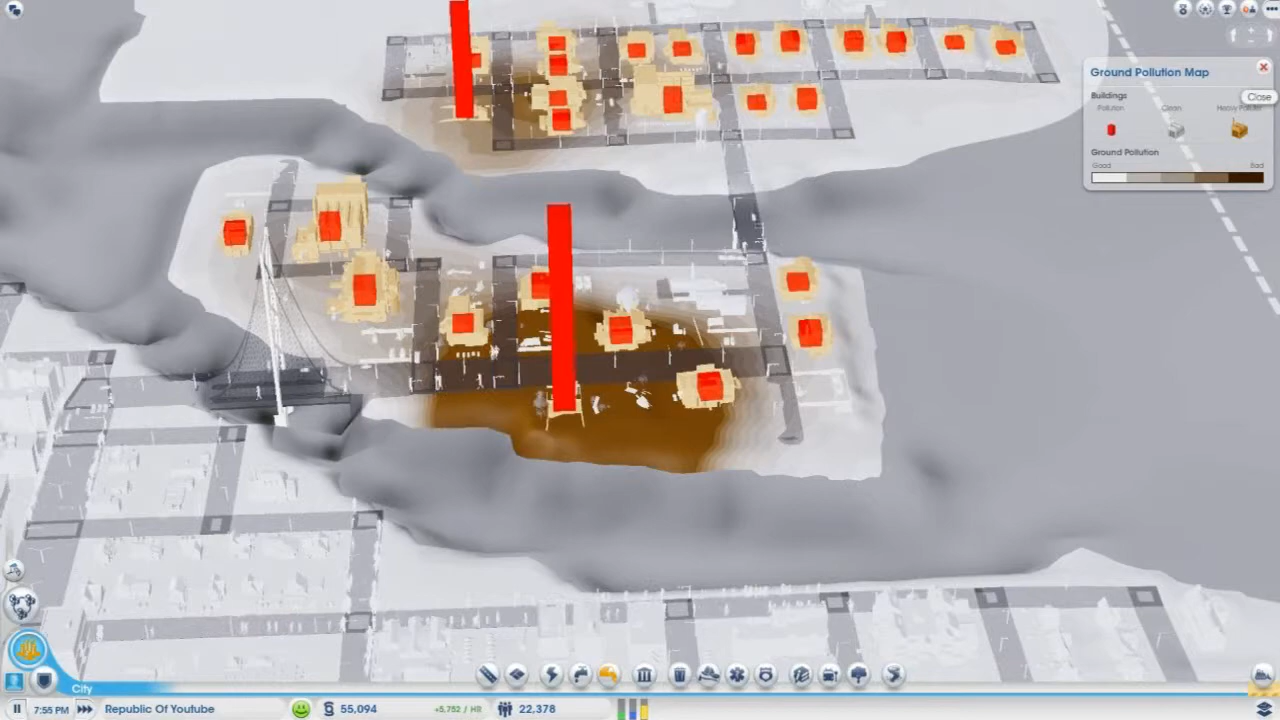 Ground Pollution Map
Buildings
Close
Pollution Clean Heavy Polluter
Ground Pollution
Good Bad
City
7:55 PM Republic Of Youtube 55,094 +5,752 / HR 22,378